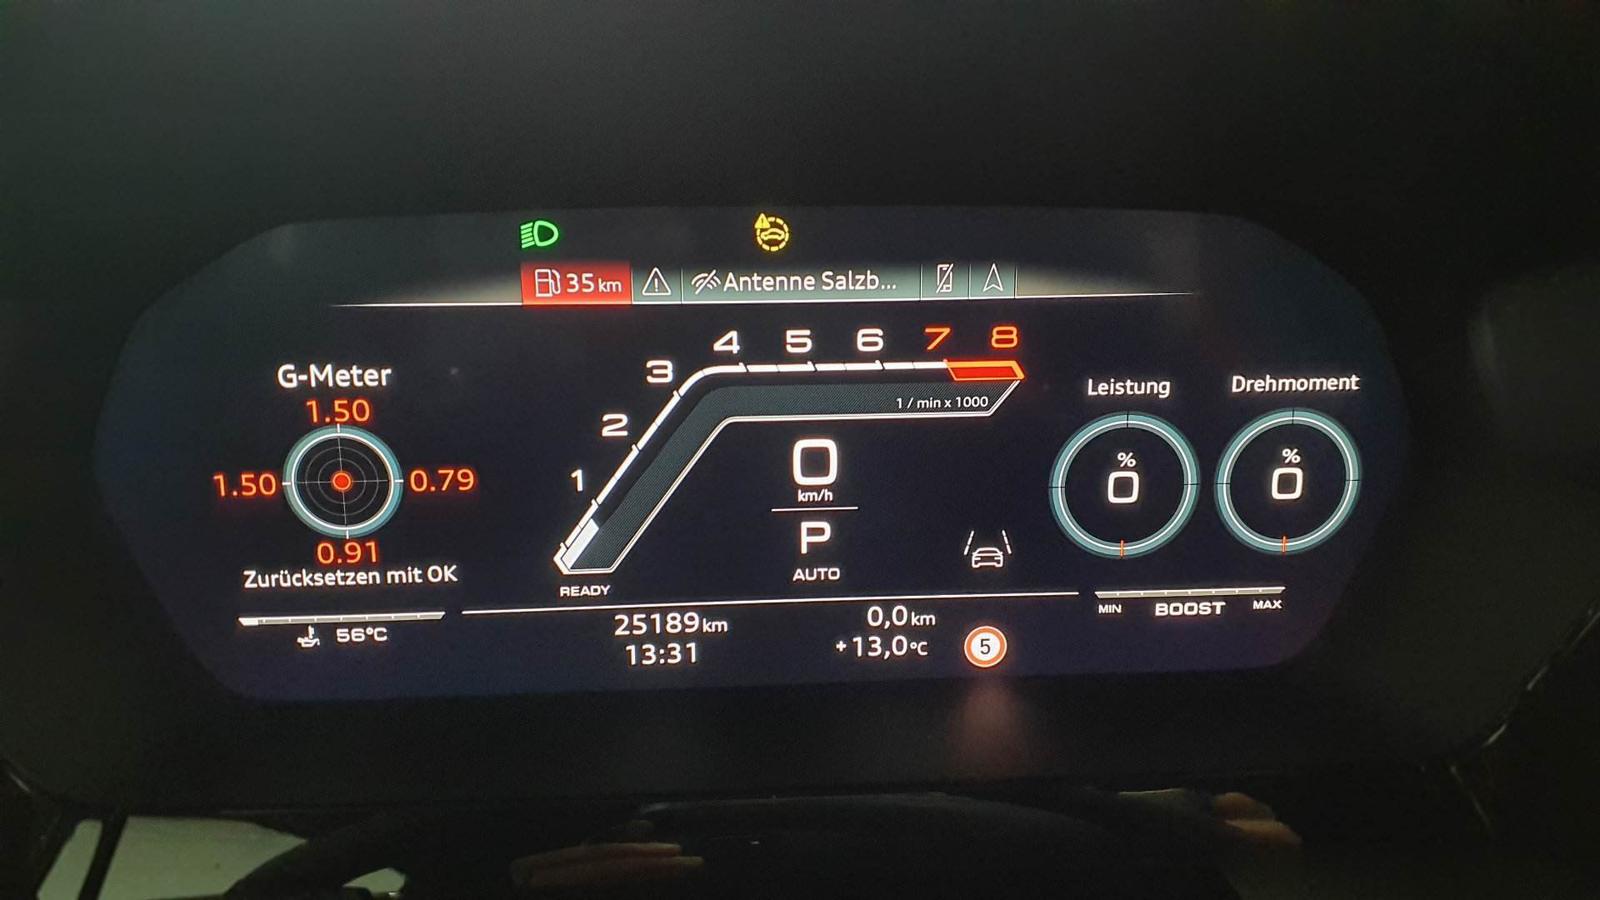 35 km
Antenne Salzb...
G-Meter
1.50
1.50
0.79
0.91
Zurücksetzen mit OK
56°C
1
2
3
4
5
6
7
8
1 / min x 1000
READY
0
km/h
P
AUTO
Leistung
%
0
Drehmoment
%
0
MIN BOOST MAX
25189 km
13:31
0,0 km
+13,0 °C
5